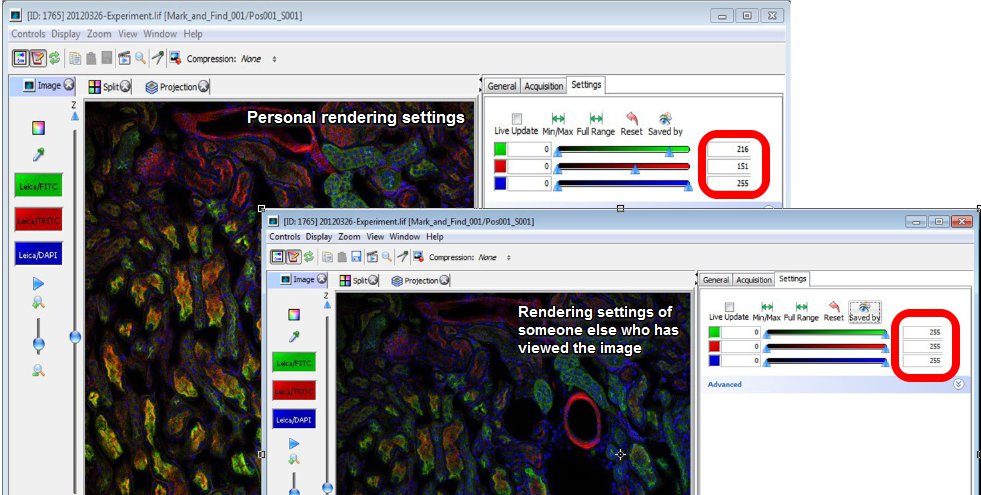 [ID: 1765] 20120326-Experiment.lif [Mark_and_Find_001/Pos001_S001]
Controls Display Zoom View Window Help
Compression: None
Image Split Projection
General Acquisition Settings
Z
Personal rendering settings
Live Update Min/Max Full Range Reset Saved by
0 216
0 151
0 255
Leica/FITC
Leica/TRITC
Leica/DAPI
[ID: 1765] 20120326-Experiment.lif [Mark_and_Find_001/Pos001_S001]
Controls Display Zoom View Window Help
Compression: None
Image Split Projection
General Acquisition Settings
Z
Rendering settings of
someone else who has
viewed the image
Live Update Min/Max Full Range Reset Saved by
0 255
0 255
0 255
Advanced
Leica/FITC
Leica/TRITC
Leica/DAPI